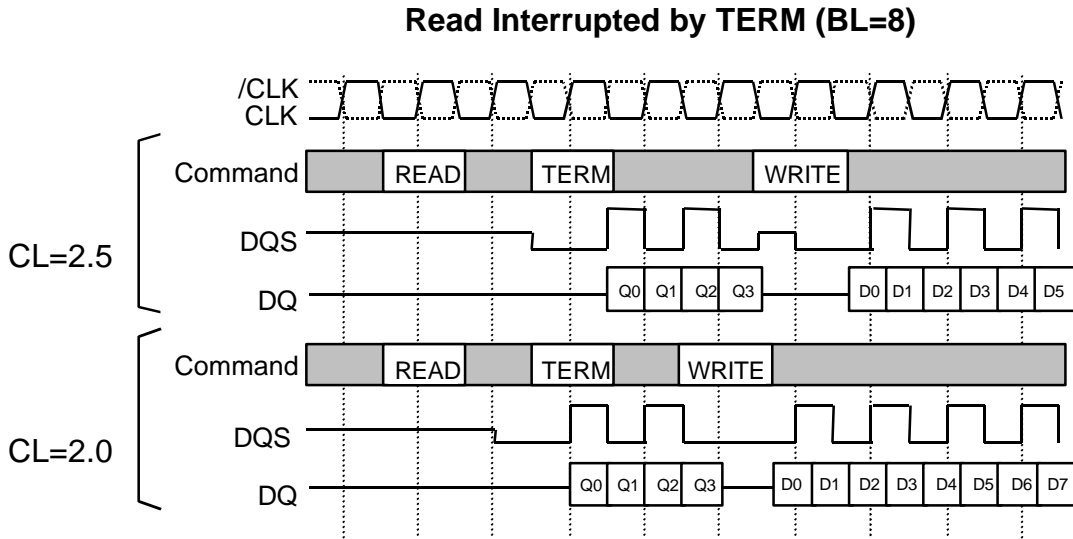 Read Interrupted by TERM (BL=8)
/CLK
CLK
Command READ TERM WRITE
DQS
CL=2.5
DQ Q0 Q1 Q2 Q3 D0 D1 D2 D3 D4 D5
Command READ TERM WRITE
DQS
CL=2.0
DQ Q0 Q1 Q2 Q3 D0 D1 D2 D3 D4 D5 D6 D7